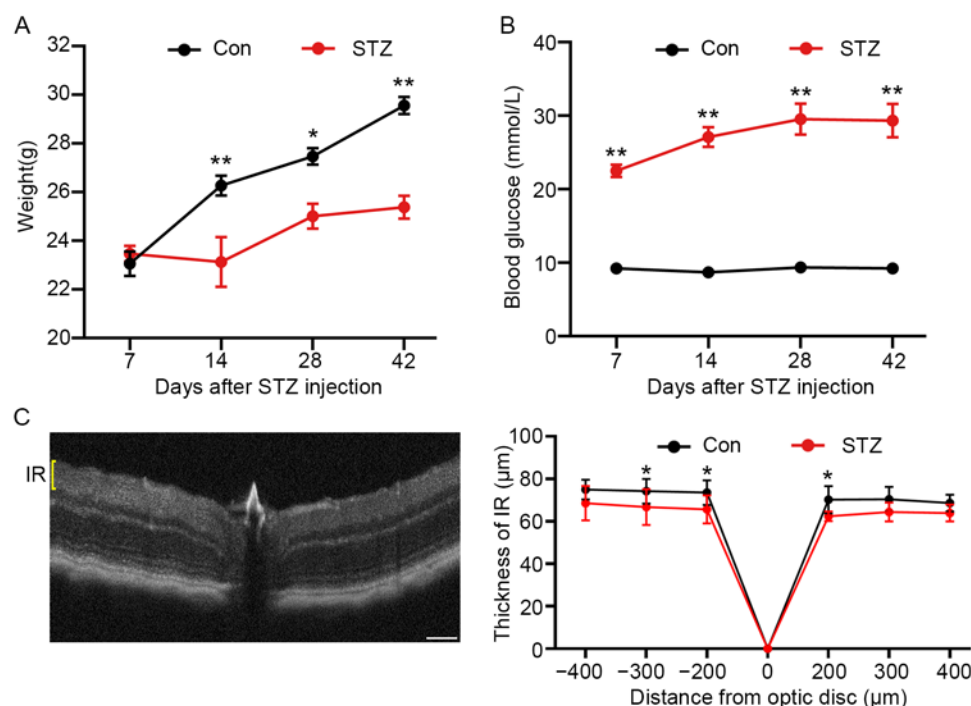 A
Con
STZ
Weight(g)
32
30
28
26
24
22
20
**
*
**
7
14
28
42
Days after STZ injection
B
Con
STZ
Blood glucose (mmol/L)
40
30
20
10
0
**
**
**
**
7
14
28
42
Days after STZ injection
C
IR
Con
STZ
Thickness of IR (μm)
100
80
60
40
20
0
*
*
*
−400
−300
−200
0
200
300
400
Distance from optic disc (μm)